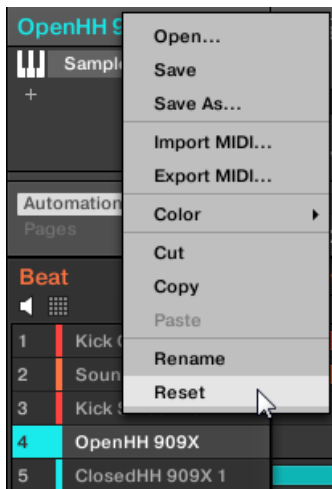 OpenHH 9
Open...
Save
Save As...
Import MIDI...
Export MIDI...
Color
Cut
Copy
Paste
Rename
Reset
Sample
+
Automation
Pages
Beat
1 Kick
2 Soun
3 Kick
4 OpenHH 909X
5 ClosedHH 909X 1